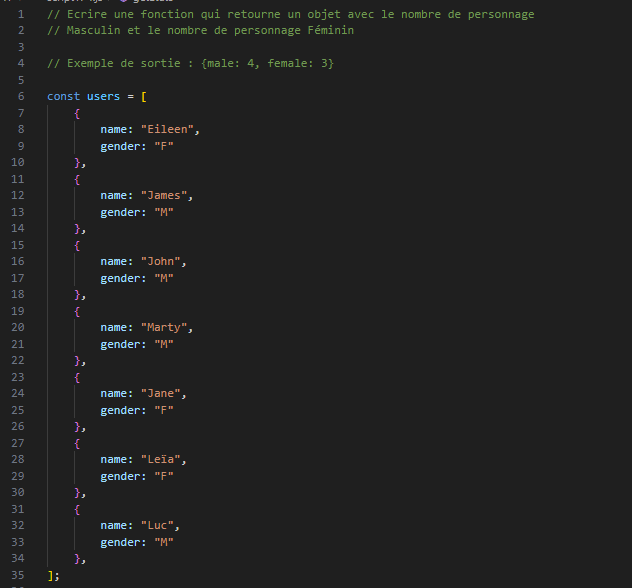 1 // Ecrire une fonction qui retourne un objet avec le nombre de personnage
2 // Masculin et le nombre de personnage Féminin
3
4 // Exemple de sortie : {male: 4, female: 3}
5
6 const users = [
7 {
8 name: "Eileen",
9 gender: "F"
10 },
11 {
12 name: "James",
13 gender: "M"
14 },
15 {
16 name: "John",
17 gender: "M"
18 },
19 {
20 name: "Marty",
21 gender: "M"
22 },
23 {
24 name: "Jane",
25 gender: "F"
26 },
27 {
28 name: "Leïa",
29 gender: "F"
30 },
31 {
32 name: "Luc",
33 gender: "M"
34 },
35 ];